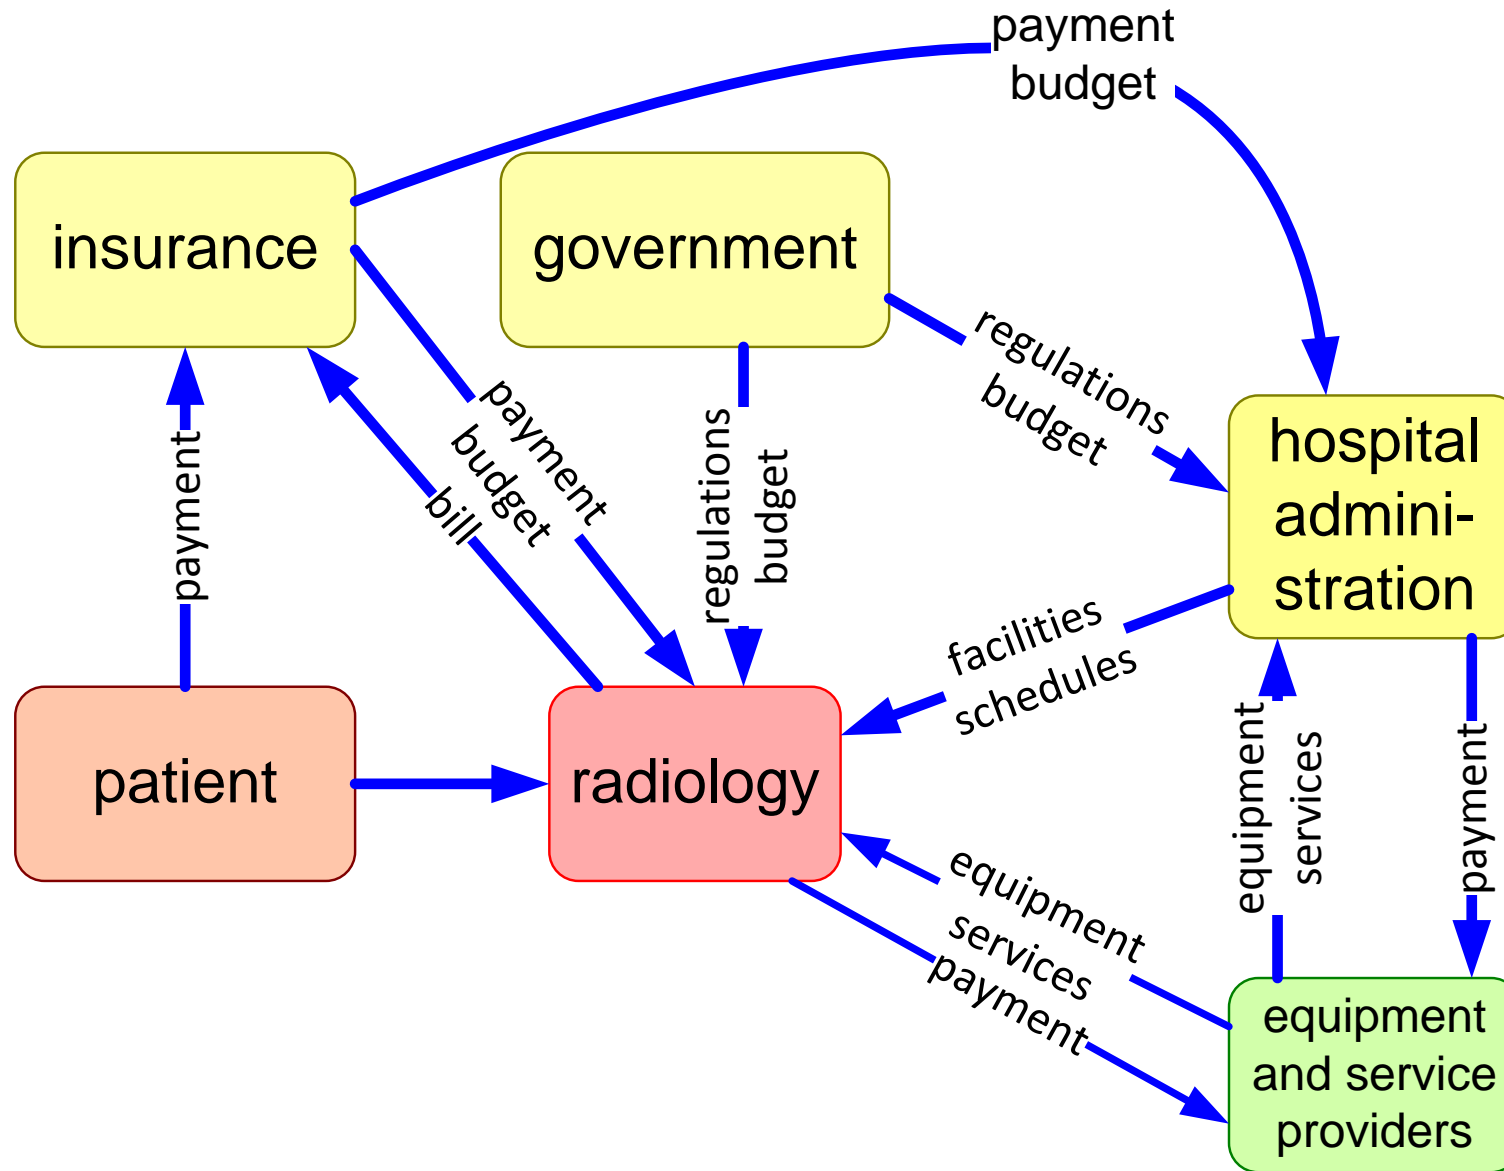 payment
budget
insurance
government
regulations
budget
payment
budget
bill
payment
regulations
budget
hospital
admini-
stration
facilities
schedules
patient
radiology
equipment
services
payment
equipment
services
payment
equipment
and service
providers